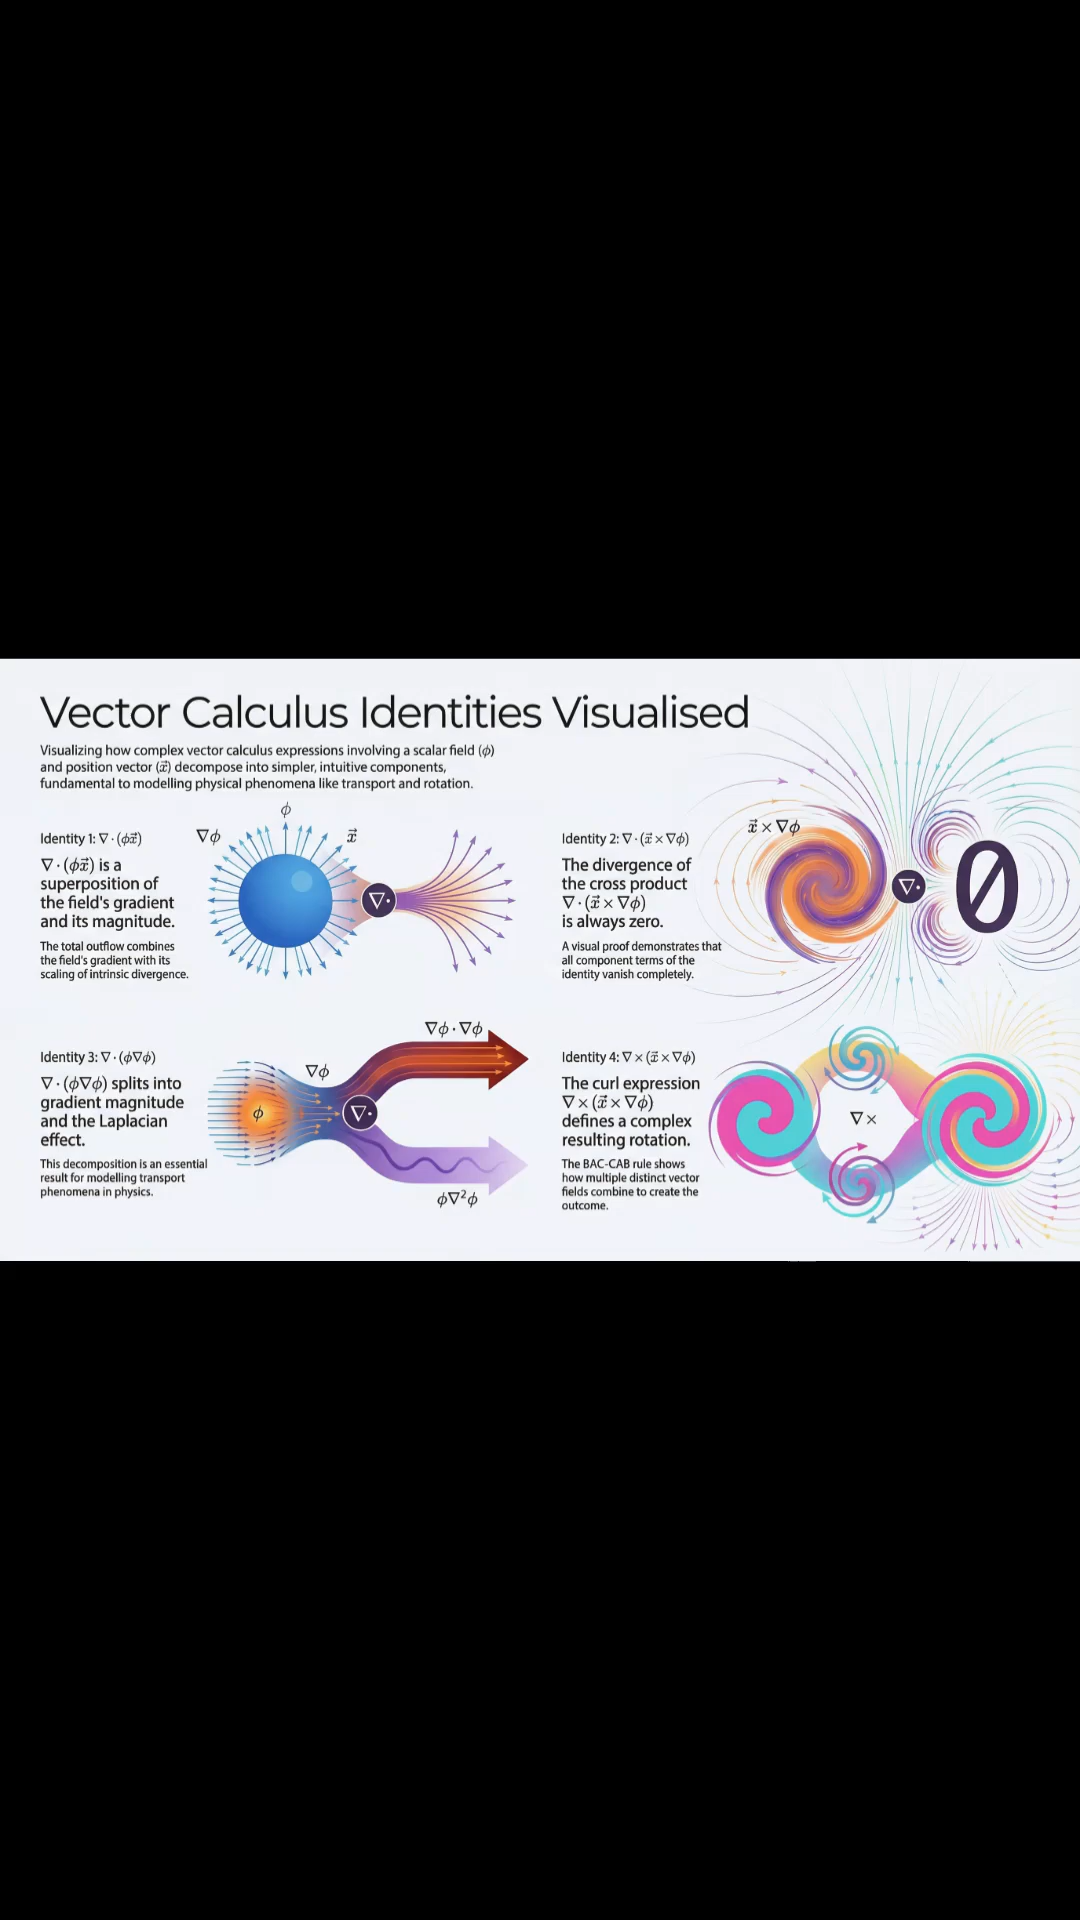 Vector Calculus Identities Visualised
Visualizing how complex vector calculus expressions involving a scalar field (ϕ)
and position vector (x⃗) decompose into simpler, intuitive components,
fundamental to modelling physical phenomena like transport and rotation.
Identity 1: ∇ · (ϕx⃗)
∇ · (ϕx⃗) is a
superposition of
the field's gradient
and its magnitude.
The total outflow combines
the field's gradient with its
scaling of intrinsic divergence.
∇ϕ
ϕ
x⃗
∇·
Identity 2: ∇ · (x⃗ × ∇ϕ)
The divergence of
the cross product
∇ · (x⃗ × ∇ϕ)
is always zero.
A visual proof demonstrates that
all component terms of the
identity vanish completely.
x⃗ × ∇ϕ
∇·
0
Identity 3: ∇ · (ϕ∇ϕ)
∇ · (ϕ∇ϕ) splits into
gradient magnitude
and the Laplacian
effect.
This decomposition is an essential
result for modelling transport
phenomena in physics.
ϕ
∇ϕ
∇·
∇ϕ · ∇ϕ
ϕ∇²ϕ
Identity 4: ∇ × (x⃗ × ∇ϕ)
The curl expression
∇ × (x⃗ × ∇ϕ)
defines a complex
resulting rotation.
The BAC-CAB rule shows
how multiple distinct vector
fields combine to create the
outcome.
∇ ×